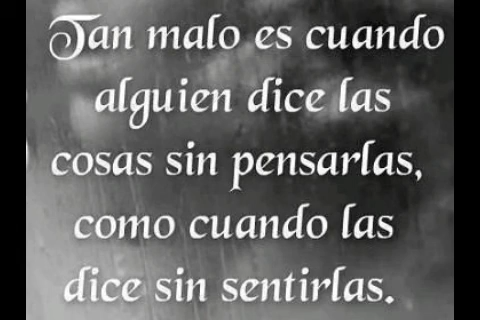 Tan malo es cuando
alguien dice las
cosas sin pensarlas,
como cuando las
dice sin sentirlas.